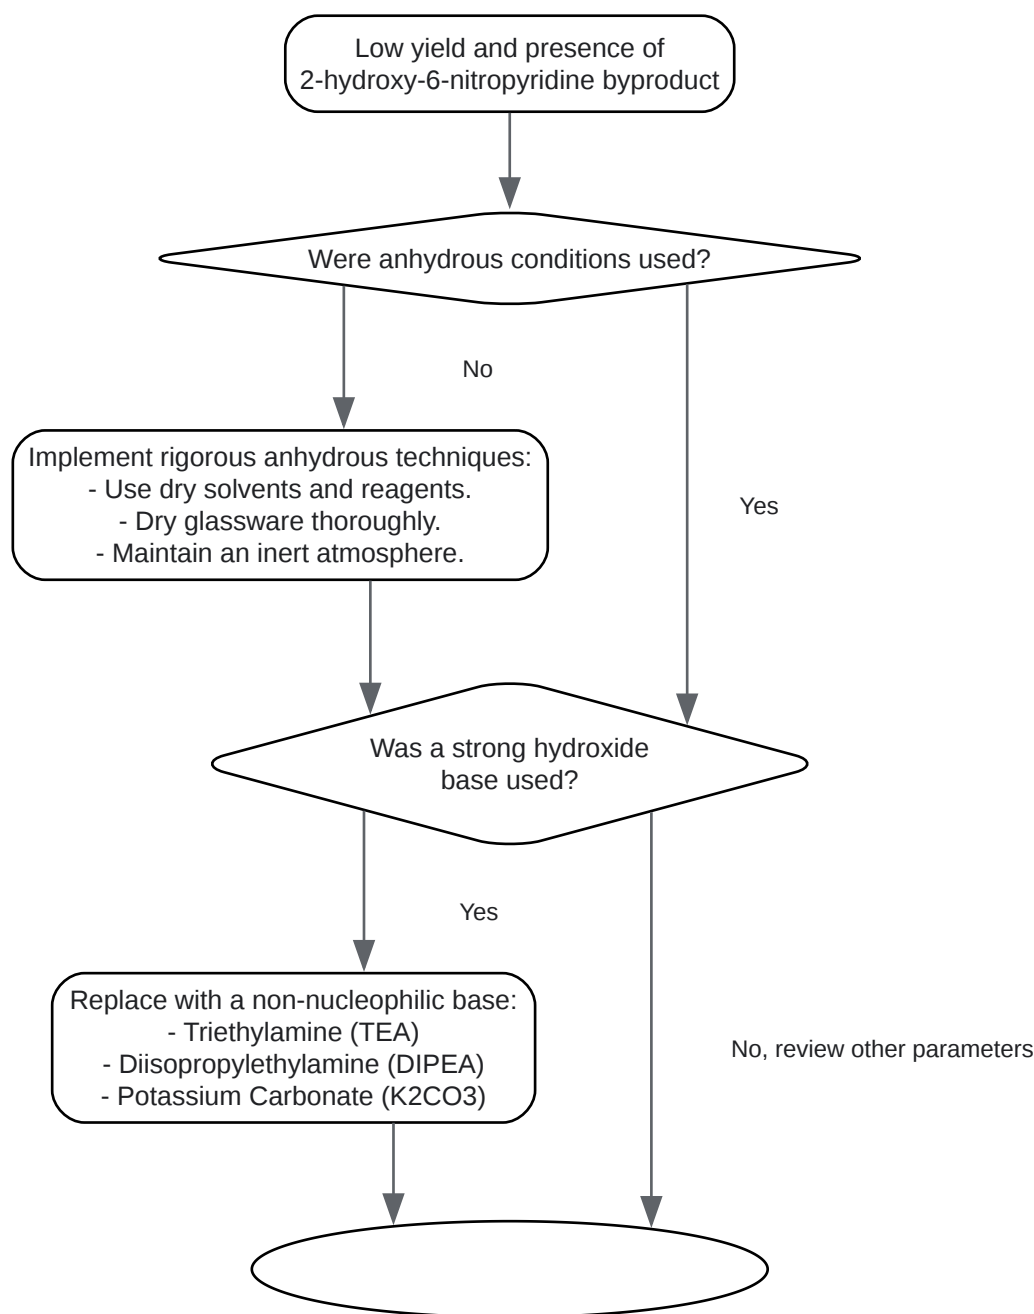 Low yield and presence of
2-hydroxy-6-nitropyridine byproduct
Were anhydrous conditions used?
No
Implement rigorous anhydrous techniques:
- Use dry solvents and reagents.
- Dry glassware thoroughly.
- Maintain an inert atmosphere.
Yes
Was a strong hydroxide
base used?
Yes
Replace with a non-nucleophilic base:
- Triethylamine (TEA)
- Diisopropylethylamine (DIPEA)
- Potassium Carbonate (K2CO3)
No, review other parameters